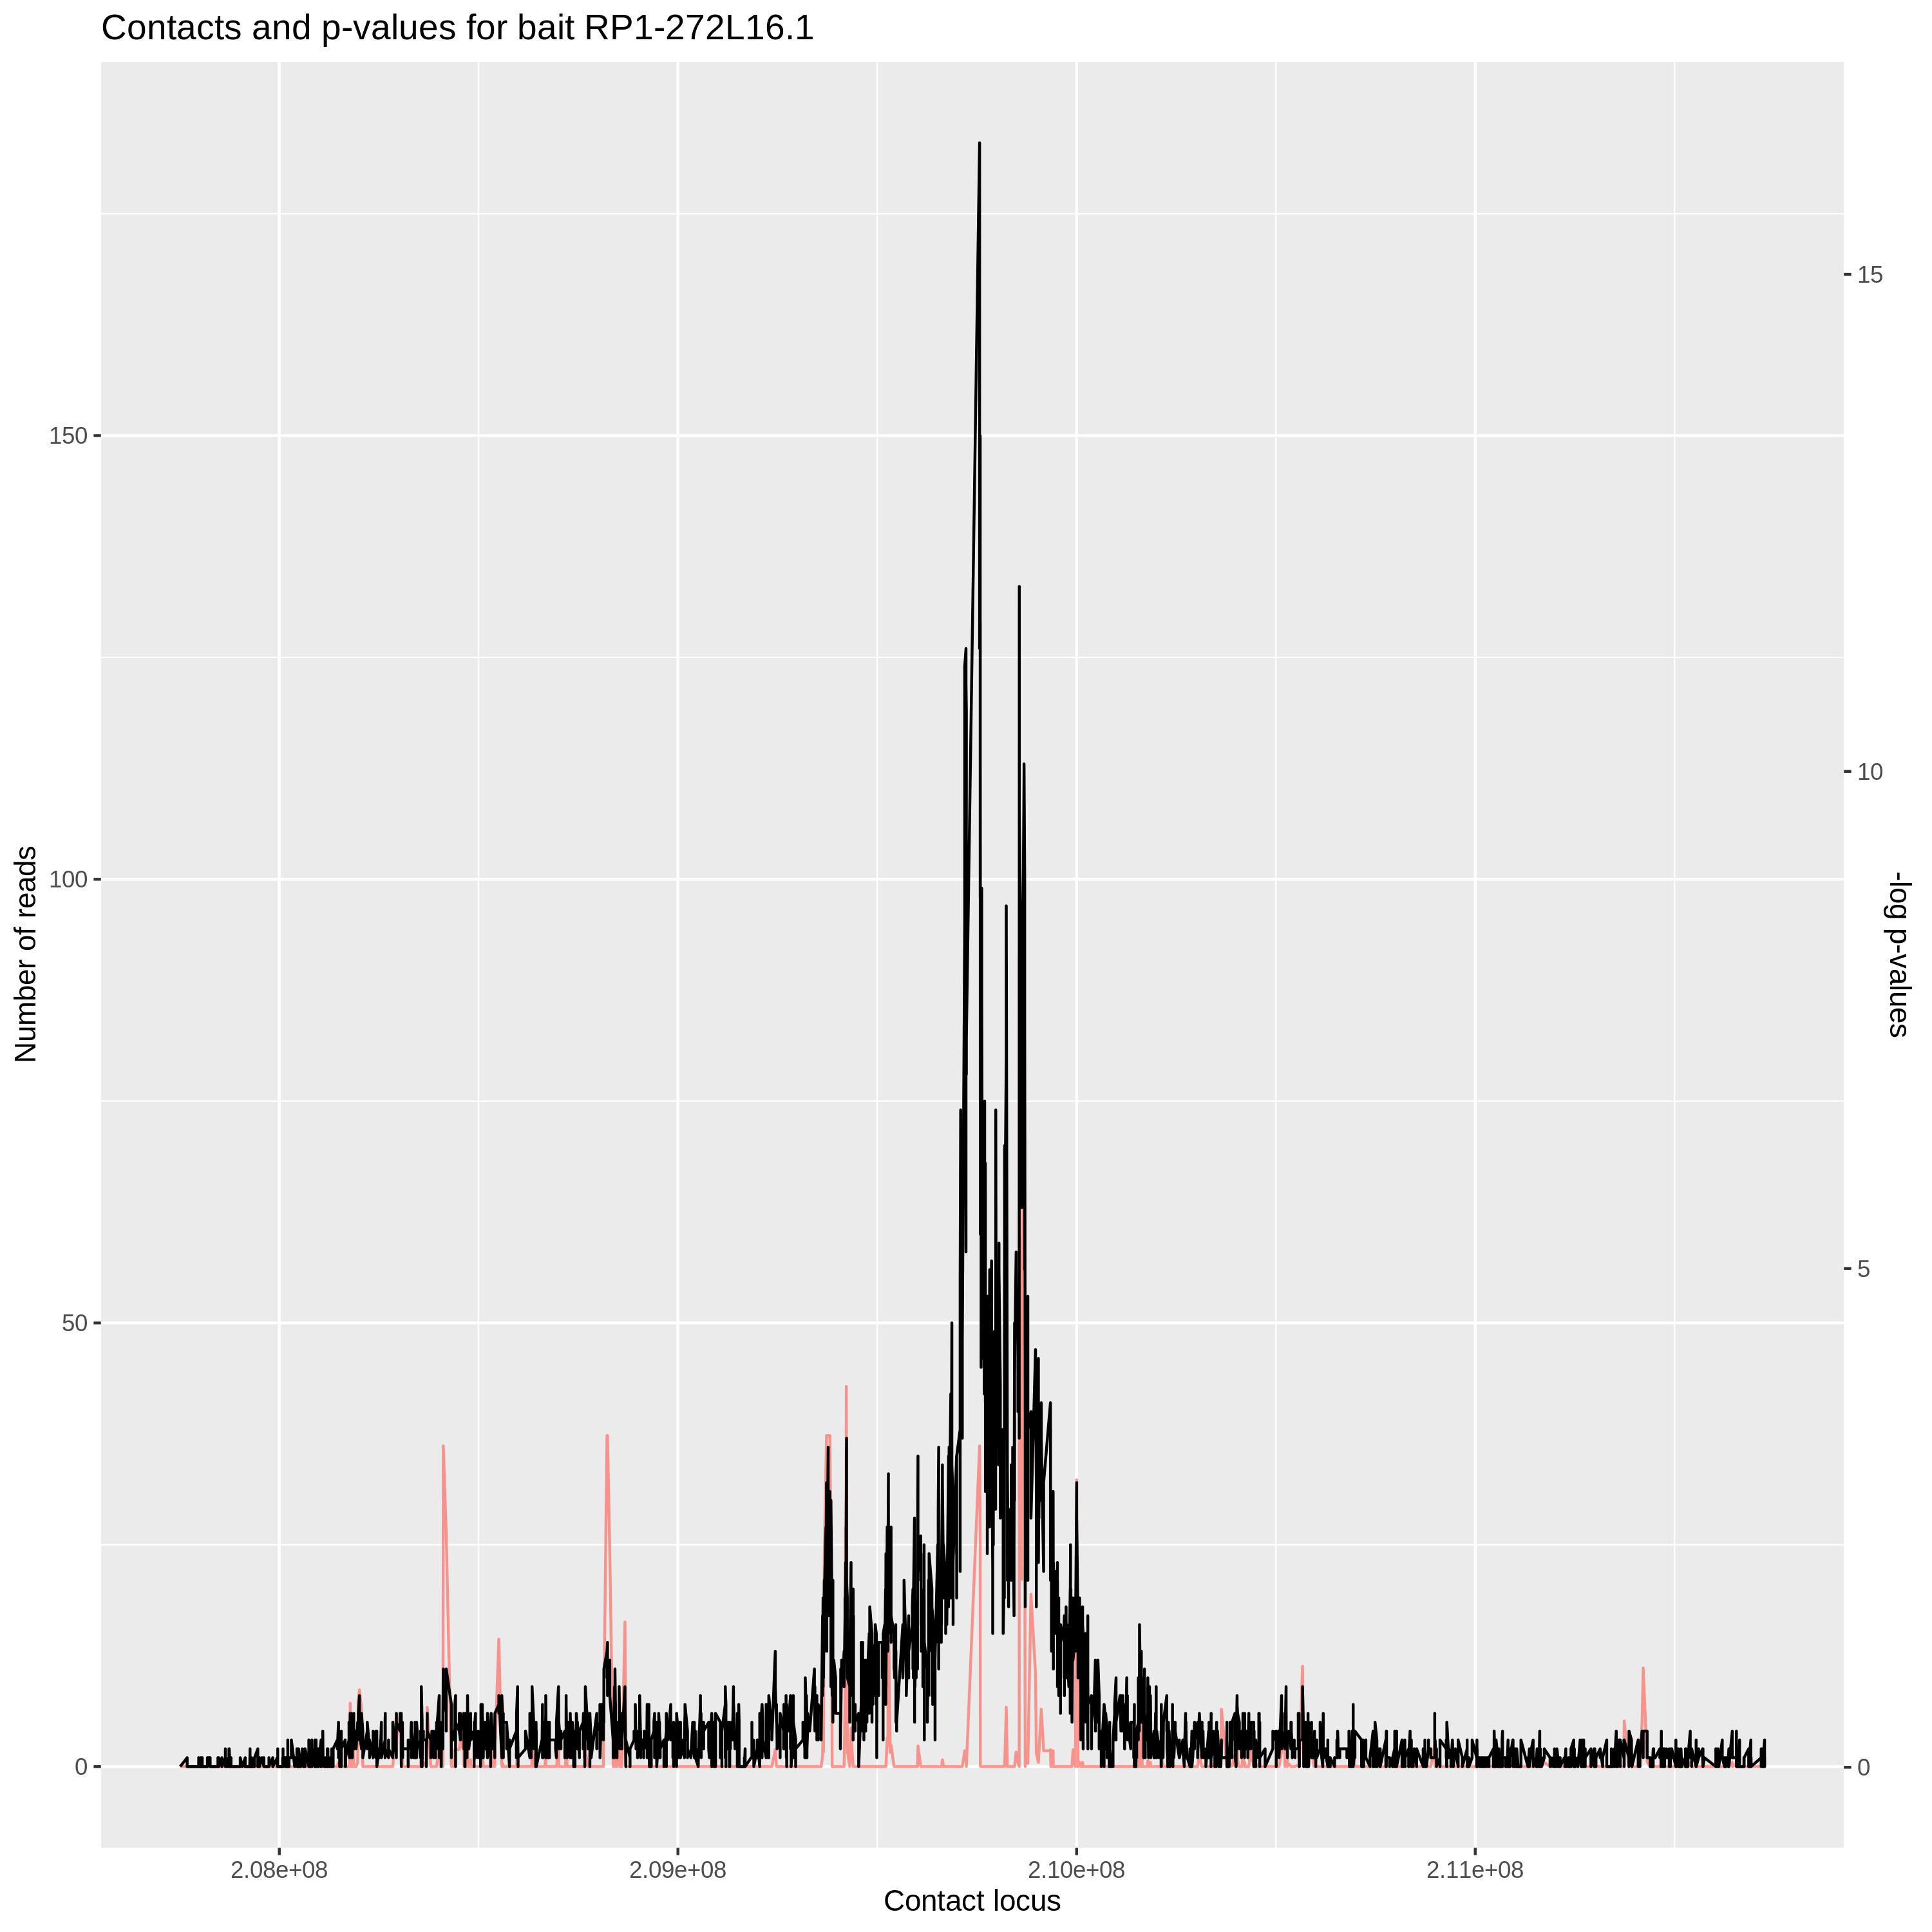 Contacts and p-values for bait RP1-272L16.1
150
100
50
0
Number of reads
15
10
5
0
-log p-values
2.08e+08
2.09e+08
2.10e+08
2.11e+08
Contact locus